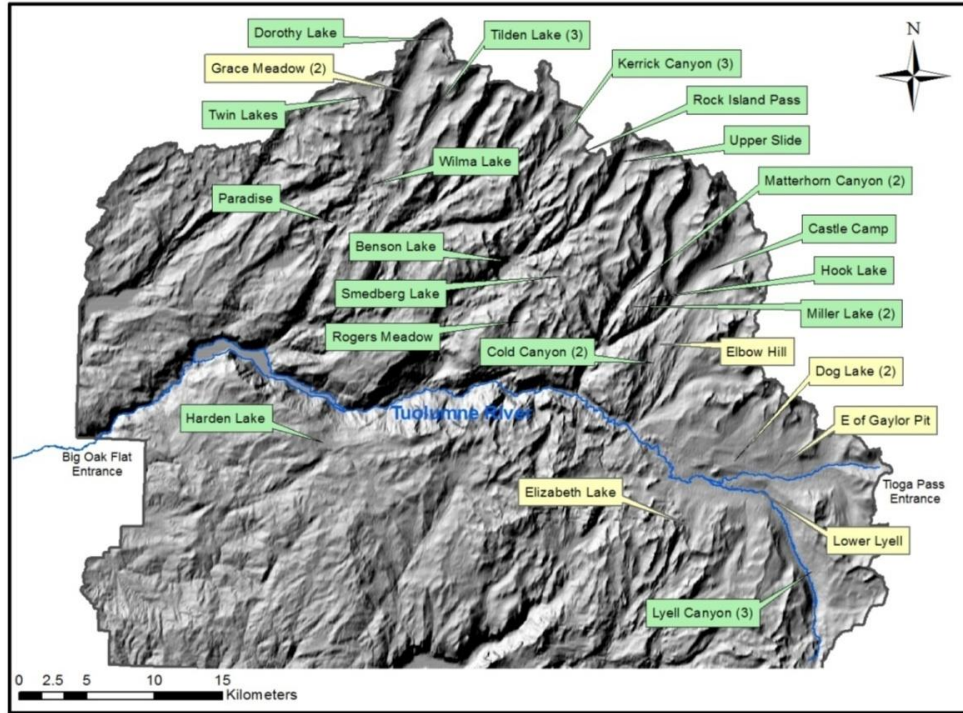 Dorothy Lake
Tilden Lake (3)
N
Grace Meadow (2)
Kerrick Canyon (3)
Twin Lakes
Rock Island Pass
Upper Slide
Wilma Lake
Matterhorn Canyon (2)
Paradise
Castle Camp
Benson Lake
Hook Lake
Smedberg Lake
Miller Lake (2)
Rogers Meadow
Cold Canyon (2)
Elbow Hill
Dog Lake (2)
Tuolumne River
Harden Lake
E of Gaylor Pit
Big Oak Flat
Entrance
Tioga Pass
Entrance
Elizabeth Lake
Lower Lyell
Lyell Canyon (3)
0 2.5 5 10 15
Kilometers